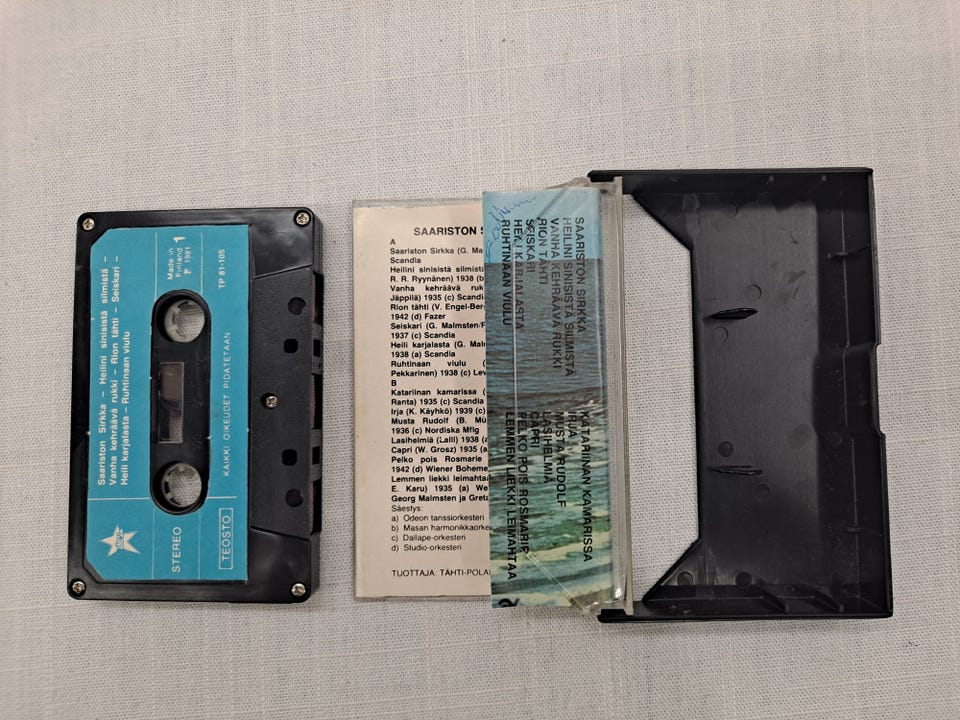 Saariston Sirkka – Heilini sinisistä silmistä –
Vanha kehräävä rukki – Rion tähti – Seiskari –
Heili karjalasta – Ruhtinaan viulu
Made in
Finland
1
℗ 1981
TP 81-105
KAIKKI OIKEUDET PIDÄTETÄÄN
STEREO
TEOSTO
SAARISTON S
A
Saariston Sirkka (G. Ma
Scandia
Heilini sinisistä silmistä
R. R. Ryynänen) 1938 (b
Vanha kehräävä ruk
Jäppilä) 1935 (c) Scandia
Rion tähti (V. Engel-Ber
1942 (d) Fazer
Seiskari (G. Malmsten/
1937 (c) Scandia
Heili karjalasta (G. Mal
1938 (a) Scandia
Ruhtinaan viulu (
Pekkarinen) 1938 (c) Lev
B
Katariinan kamarissa (
Ranta) 1935 (c) Scandia
Irja (K. Käyhkö) 1939 (c)
Musta Rudolf (B. Mü
1936 (c) Nordiska Mflg
Lasihelmiä (Lalli) 1938 (a
Capri (W. Grosz) 1935 (a
Pelko pois Rosmarie
1942 (d) Wiener Boheme
Lemmen liekki leimahtaa
E. Karu) 1935 (a) We
Georg Malmsten ja Greta
Säestys:
a) Odeon tanssiorkesteri
b) Masan harmonikkaorke
c) Dallape-orkesteri
d) Studio-orkesteri
TUOTTAJA: TÄHTI-POLA
SAARISTON SIRKKA
HEILINI SINISISTÄ SILMISTÄ
VANHA KEHRÄÄVÄ RUKKI
RION TÄHTI
SEISKARI
HEILI KARJALASTA
RUHTINAAN VIULU
KATARIINAN KAMARISSA
IRJA
MUSTA RUDOLF
LASIHELMIÄ
CAPRI
PELKO POIS ROSMARIE
LEMMEN LIEKKI LEIMAHTAA